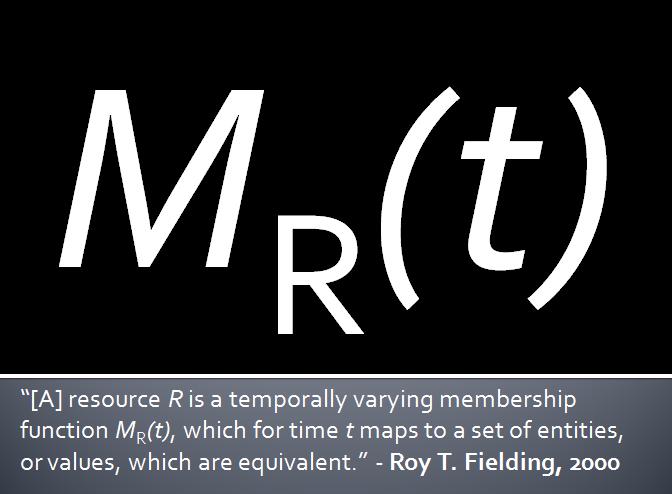 M_R(t)
“[A] resource R is a temporally varying membership
function M_R(t), which for time t maps to a set of entities,
or values, which are equivalent.” - Roy T. Fielding, 2000